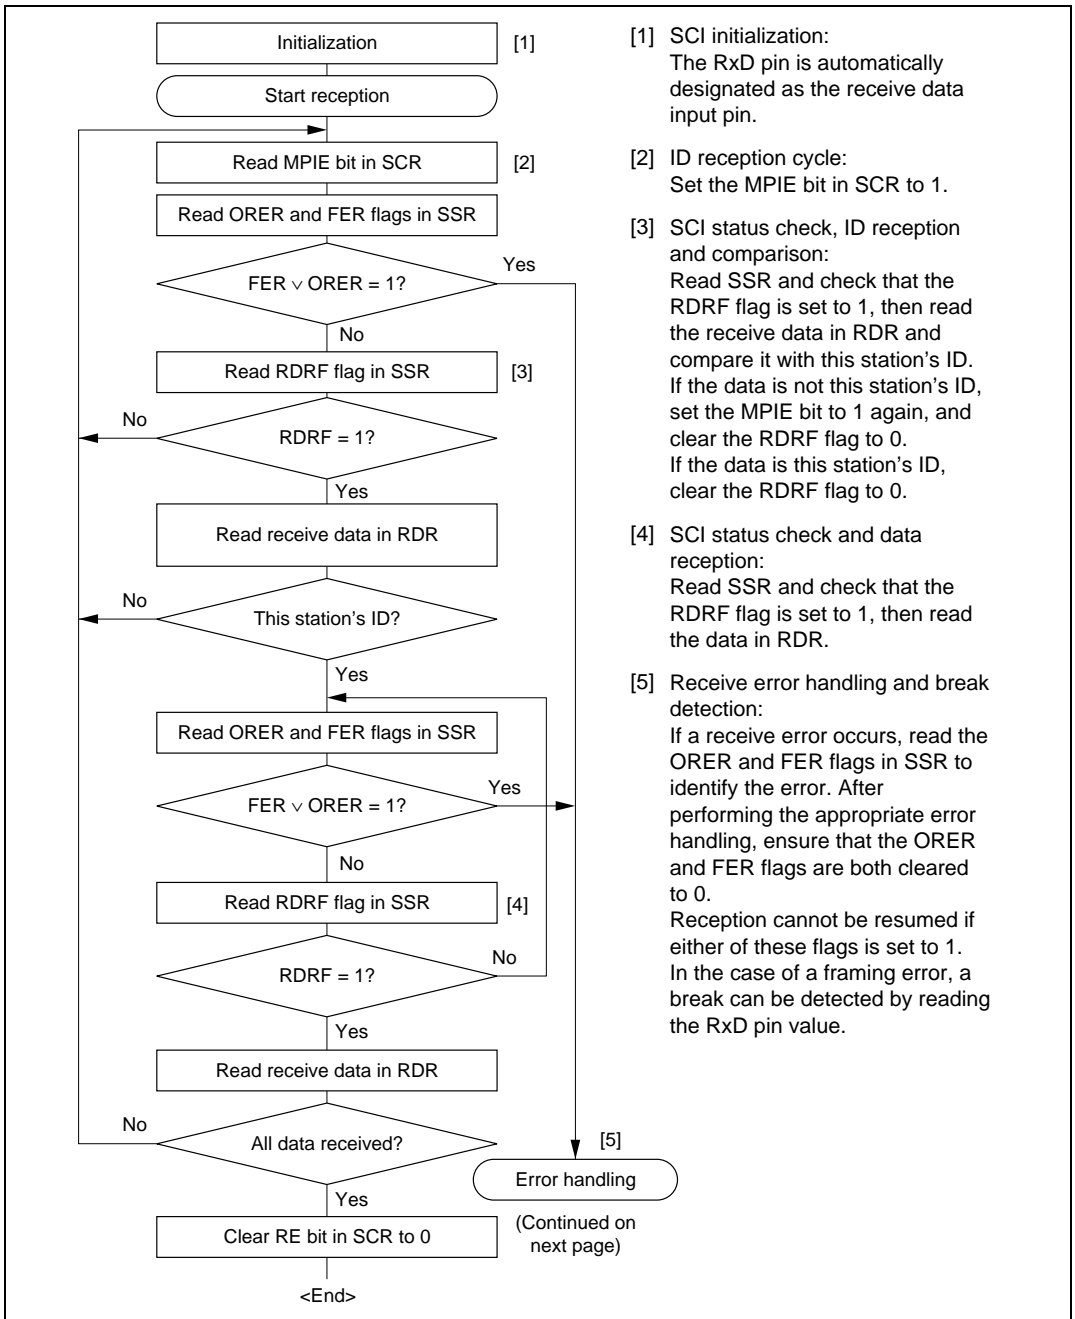 Initialization
[1]
Start reception
Read MPIE bit in SCR
[2]
Read ORER and FER flags in SSR
FER ∨ ORER = 1?
Yes
No
Read RDRF flag in SSR
[3]
RDRF = 1?
No
Yes
Read receive data in RDR
This station's ID?
No
Yes
Read ORER and FER flags in SSR
FER ∨ ORER = 1?
Yes
No
Read RDRF flag in SSR
[4]
RDRF = 1?
No
Yes
Read receive data in RDR
All data received?
No
Yes
Clear RE bit in SCR to 0
<End>
[5]
Error handling
(Continued on
next page)
[1] SCI initialization:
The RxD pin is automatically
designated as the receive data
input pin.
[2] ID reception cycle:
Set the MPIE bit in SCR to 1.
[3] SCI status check, ID reception
and comparison:
Read SSR and check that the
RDRF flag is set to 1, then read
the receive data in RDR and
compare it with this station's ID.
If the data is not this station's ID,
set the MPIE bit to 1 again, and
clear the RDRF flag to 0.
If the data is this station's ID,
clear the RDRF flag to 0.
[4] SCI status check and data
reception:
Read SSR and check that the
RDRF flag is set to 1, then read
the data in RDR.
[5] Receive error handling and break
detection:
If a receive error occurs, read the
ORER and FER flags in SSR to
identify the error. After
performing the appropriate error
handling, ensure that the ORER
and FER flags are both cleared
to 0.
Reception cannot be resumed if
either of these flags is set to 1.
In the case of a framing error, a
break can be detected by reading
the RxD pin value.